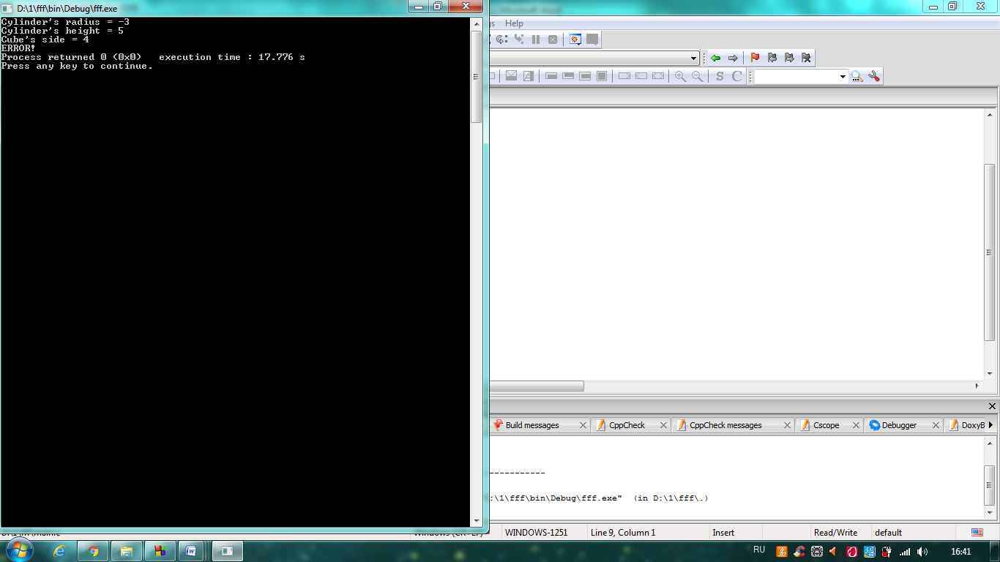 D:\1\fff\bin\Debug\fff.exe
Cylinder's radius = -3
Cylinder's height = 5
Cube's side = 4
ERROR!
Process returned 0 (0x0)   execution time : 17.776 s
Press any key to continue.
Help
S C
Build messages
CppCheck
CppCheck messages
Cscope
Debugger
DoxyB
------------
:\1\fff\bin\Debug\fff.exe"  (in D:\1\fff\.)
WINDOWS-1251
Line 9, Column 1
Insert
Read/Write
default
RU
16:41